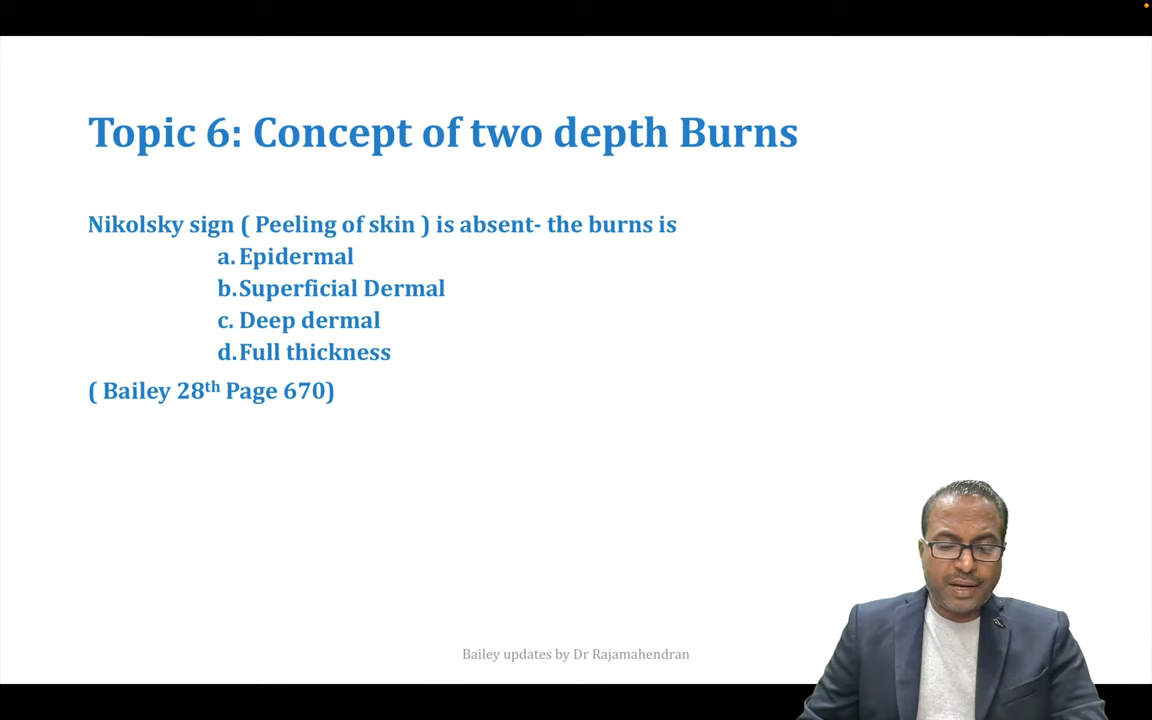 Topic 6: Concept of two depth Burns
Nikolsky sign ( Peeling of skin ) is absent- the burns is
a. Epidermal
b. Superficial Dermal
c. Deep dermal
d. Full thickness
( Bailey 28th Page 670)
Bailey updates by Dr Rajamahendran